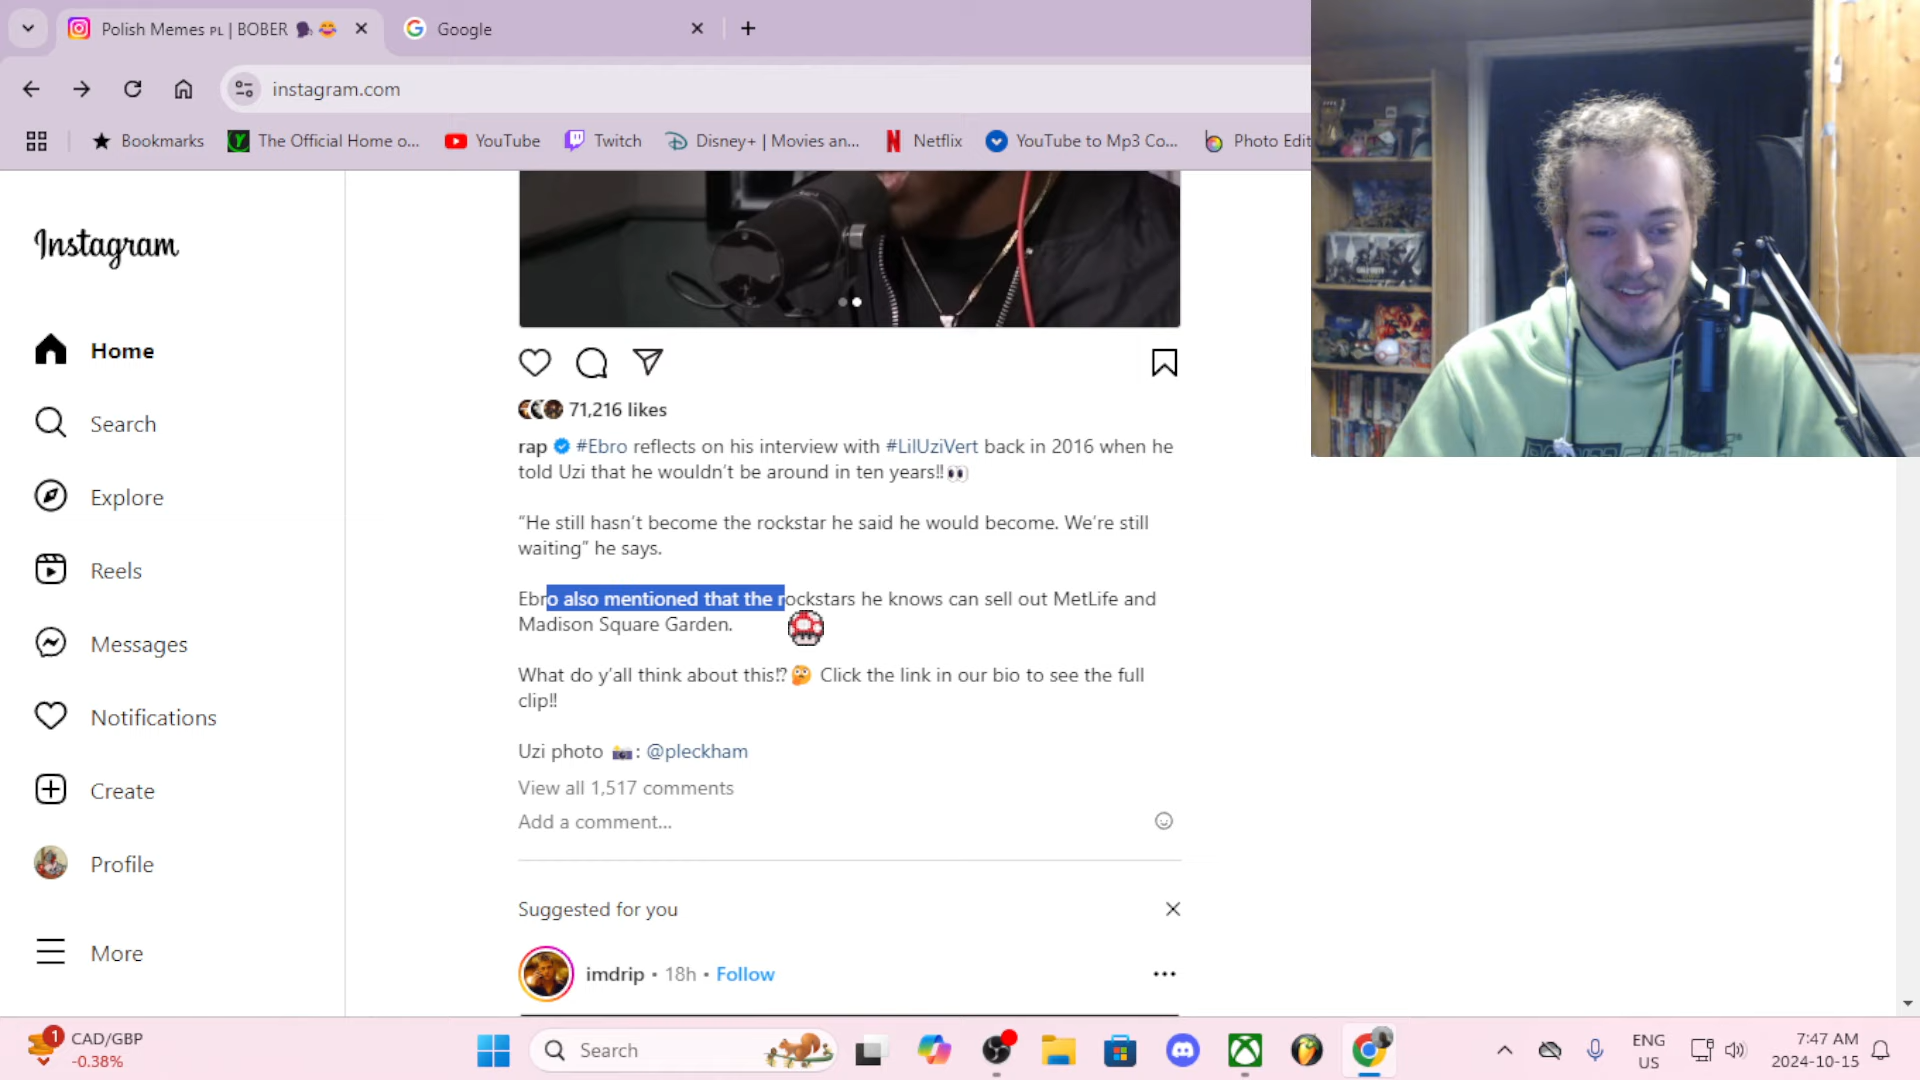 Polish Memes PL | BOBER 🗣️😂
Google
instagram.com
Bookmarks
The Official Home o...
YouTube
Twitch
Disney+ | Movies an...
Netflix
YouTube to Mp3 Co...
Photo Edit
Instagram
Home
Search
Explore
Reels
Messages
Notifications
Create
Profile
More
71,216 likes
rap #Ebro reflects on his interview with #LilUziVert back in 2016 when he
told Uzi that he wouldn't be around in ten years!!👀
“He still hasn't become the rockstar he said he would become. We're still
waiting” he says.
Ebro also mentioned that the rockstars he knows can sell out MetLife and
Madison Square Garden.
What do y'all think about this!?🤔 Click the link in our bio to see the full
clip!!
Uzi photo 📸: @pleckham
View all 1,517 comments
Add a comment...
Suggested for you
imdrip • 18h • Follow
1
CAD/GBP
-0.38%
Search
ENG
US
7:47 AM
2024-10-15